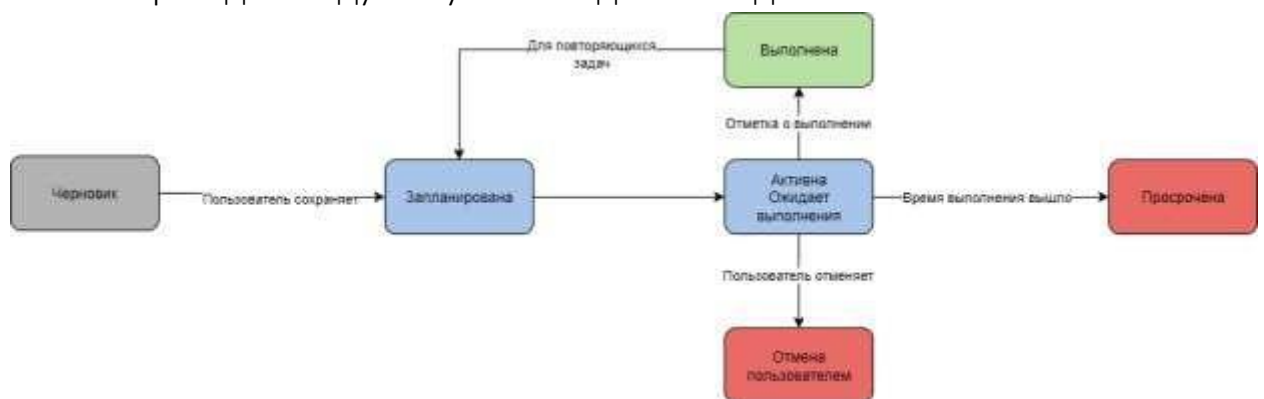 Для повторяющихся
задач
Выполнена
Отметка о выполнении
Черновик
Пользователь сохраняет
Запланирована
Активна
Ожидает
выполнения
Время выполнения вышло
Просрочена
Пользователь отменяет
Отмена
пользователем